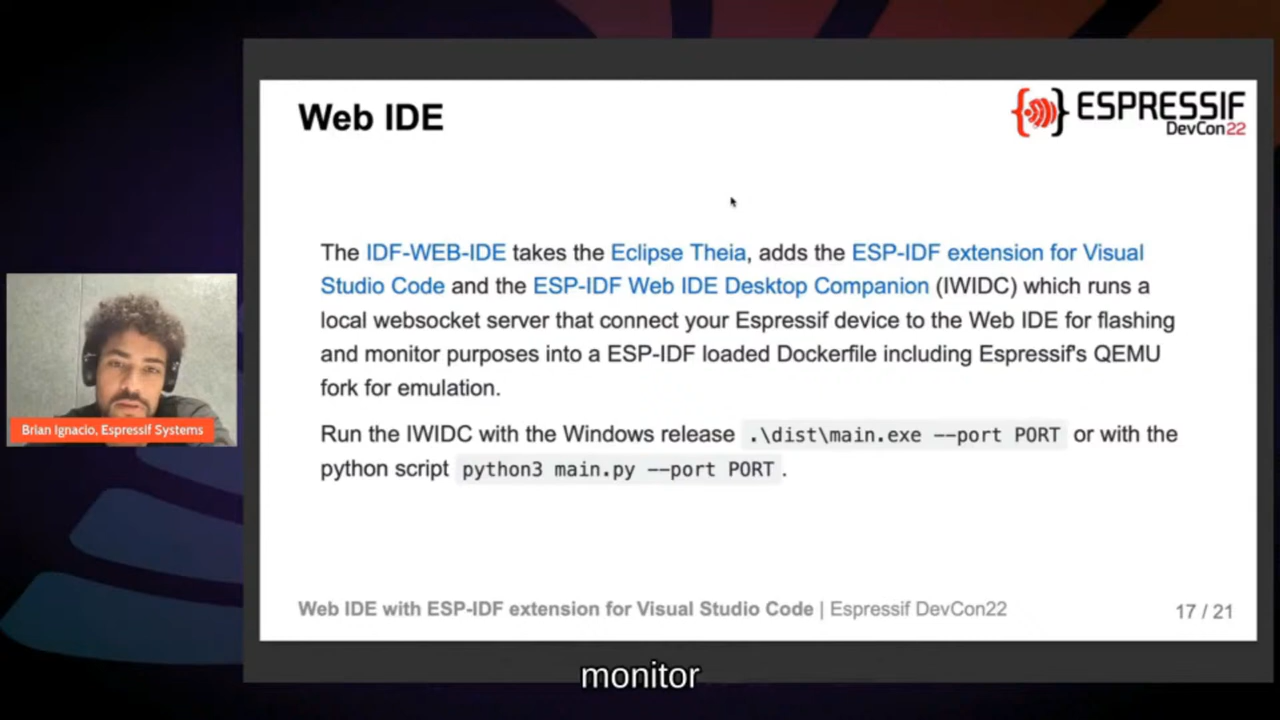 Web IDE
ESPRESSIF
DevCon22
The IDF-WEB-IDE takes the Eclipse Theia, adds the ESP-IDF extension for Visual
Studio Code and the ESP-IDF Web IDE Desktop Companion (IWIDC) which runs a
local websocket server that connect your Espressif device to the Web IDE for flashing
and monitor purposes into a ESP-IDF loaded Dockerfile including Espressif's QEMU
fork for emulation.
Run the IWIDC with the Windows release .\dist\main.exe --port PORT or with the
python script python3 main.py --port PORT .
Brian Ignacio, Espressif Systems
Web IDE with ESP-IDF extension for Visual Studio Code | Espressif DevCon22
17 / 21
monitor